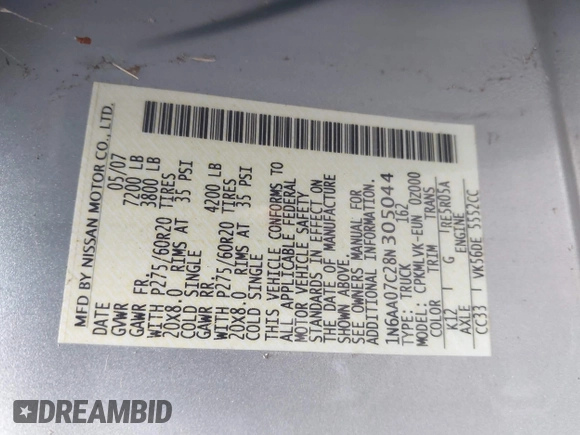 MFD BY NISSAN MOTOR CO., LTD.
DATE 05/07
GVWR 7200 LB
GAWR FR. 3800 LB
WITH P275/60R20 TIRES
20X8.0 RIMS AT 35 PSI
COLD SINGLE
GAWR RR. 4200 LB
WITH P275/60R20 TIRES
20X8.0 RIMS AT 35 PSI
COLD SINGLE
THIS VEHICLE CONFORMS TO
ALL APPLICABLE FEDERAL
MOTOR VEHICLE SAFETY
STANDARDS IN EFFECT ON
THE DATE OF MANUFACTURE
SHOWN ABOVE.
SEE OWNERS MANUAL FOR
ADDITIONAL INFORMATION.
1N6AA07C28N305044
TYPE: TRUCK 162
MODEL: CPKMLVK-EUN 02000
COLOR TRIM TRANS
K12 G RE5R05A
AXLE ENGINE
CC33 VK56DE 5552CC
DREAMBID